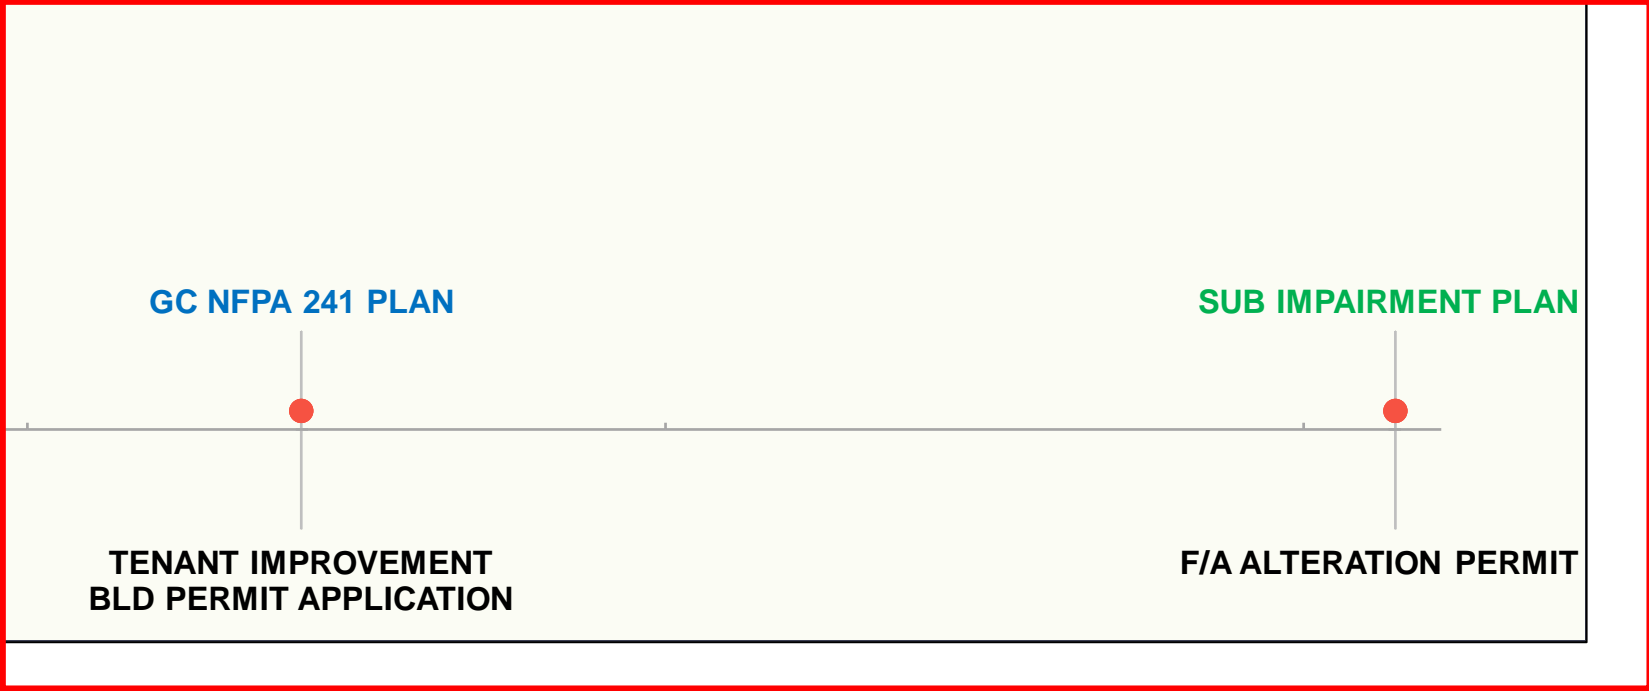 GC NFPA 241 PLAN
SUB IMPAIRMENT PLAN
TENANT IMPROVEMENT
BLD PERMIT APPLICATION
F/A ALTERATION PERMIT